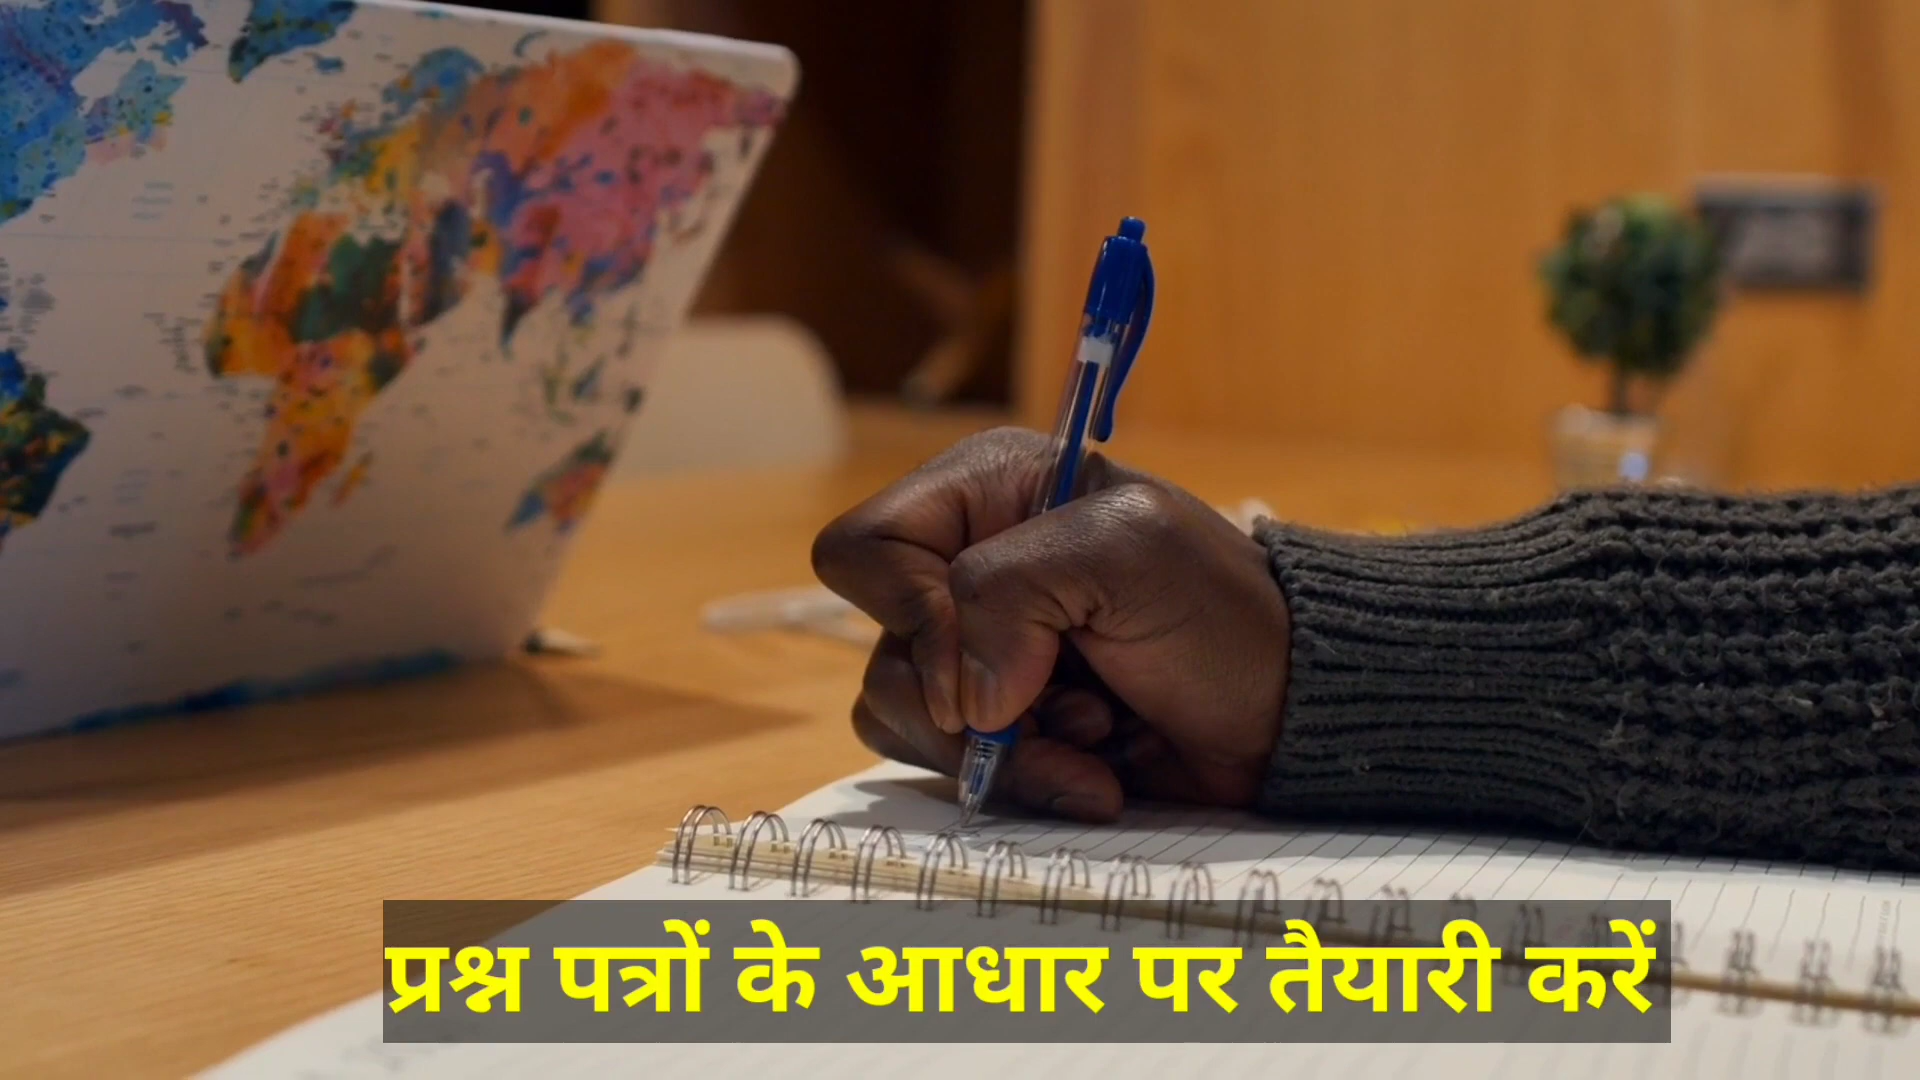 प्रश्न पत्रों के आधार पर तैयारी करें